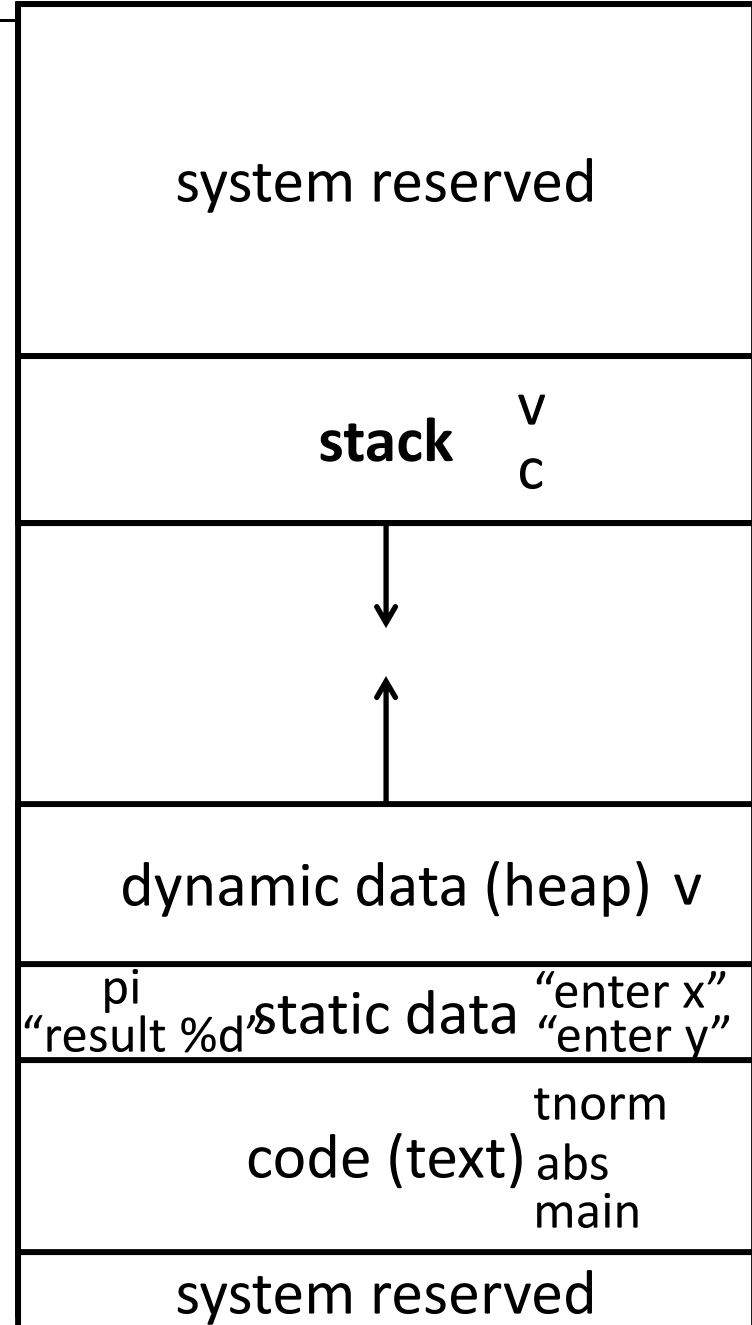 system reserved
stack
v
c
dynamic data (heap) v
pi
“result %d”
static data
“enter x”
“enter y”
code (text)
tnorm
abs
main
system reserved